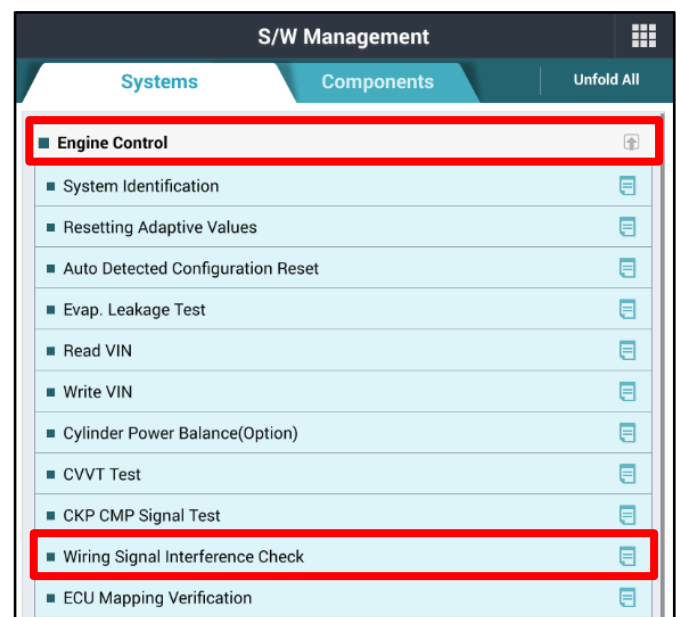 S/W Management
Systems
Components
Unfold All
Engine Control
System Identification
Resetting Adaptive Values
Auto Detected Configuration Reset
Evap. Leakage Test
Read VIN
Write VIN
Cylinder Power Balance(Option)
CVVT Test
CKP CMP Signal Test
Wiring Signal Interference Check
ECU Mapping Verification